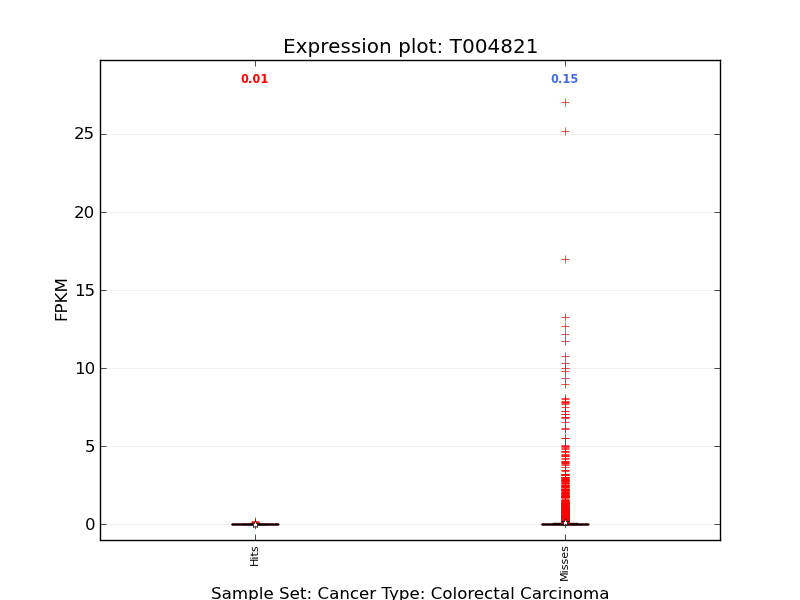 Expression plot: T004821
0.01
0.15
25
20
15
10
5
0
FPKM
Hits
Misses
Sample Set: Cancer Type: Colorectal Carcinoma